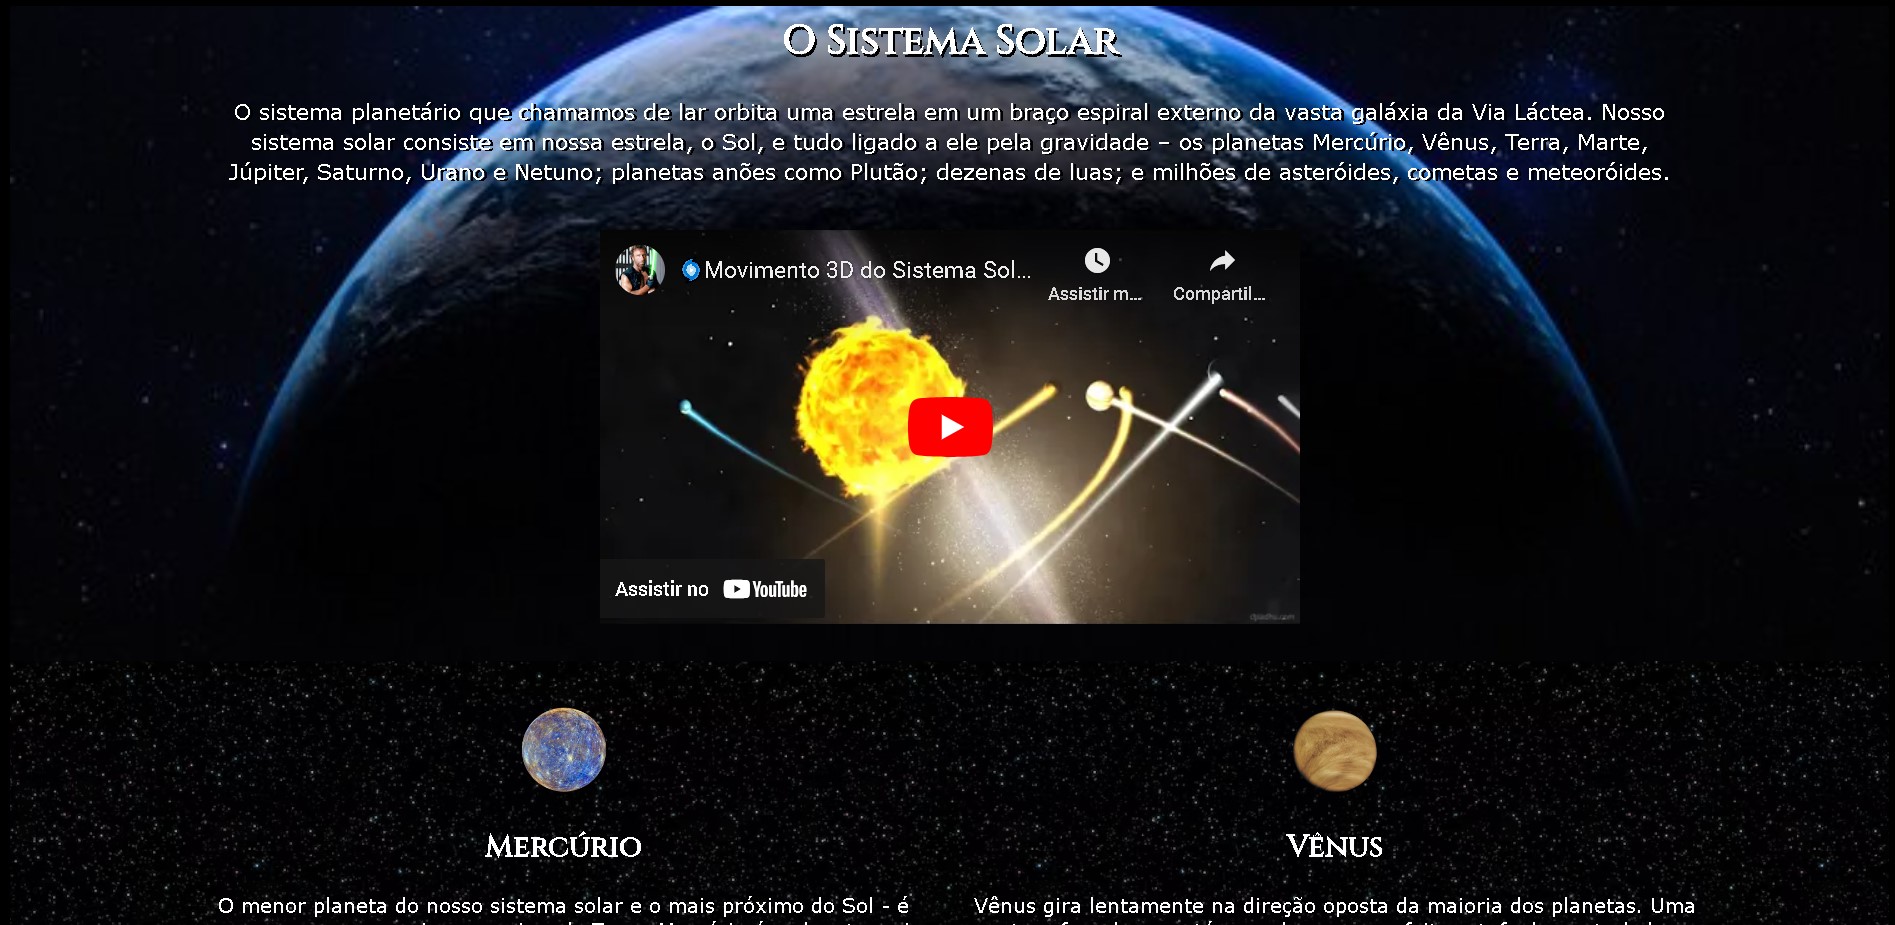 O Sistema Solar
O sistema planetário que chamamos de lar orbita uma estrela em um braço espiral externo da vasta galáxia da Via Láctea. Nosso
sistema solar consiste em nossa estrela, o Sol, e tudo ligado a ele pela gravidade – os planetas Mercúrio, Vênus, Terra, Marte,
Júpiter, Saturno, Urano e Netuno; planetas anões como Plutão; dezenas de luas; e milhões de asteróides, cometas e meteoróides.
Movimento 3D do Sistema Sol...
Assistir m...
Compartil...
Assistir no YouTube
Mercúrio
Vênus
O menor planeta do nosso sistema solar e o mais próximo do Sol - é
Vênus gira lentamente na direção oposta da maioria dos planetas. Uma